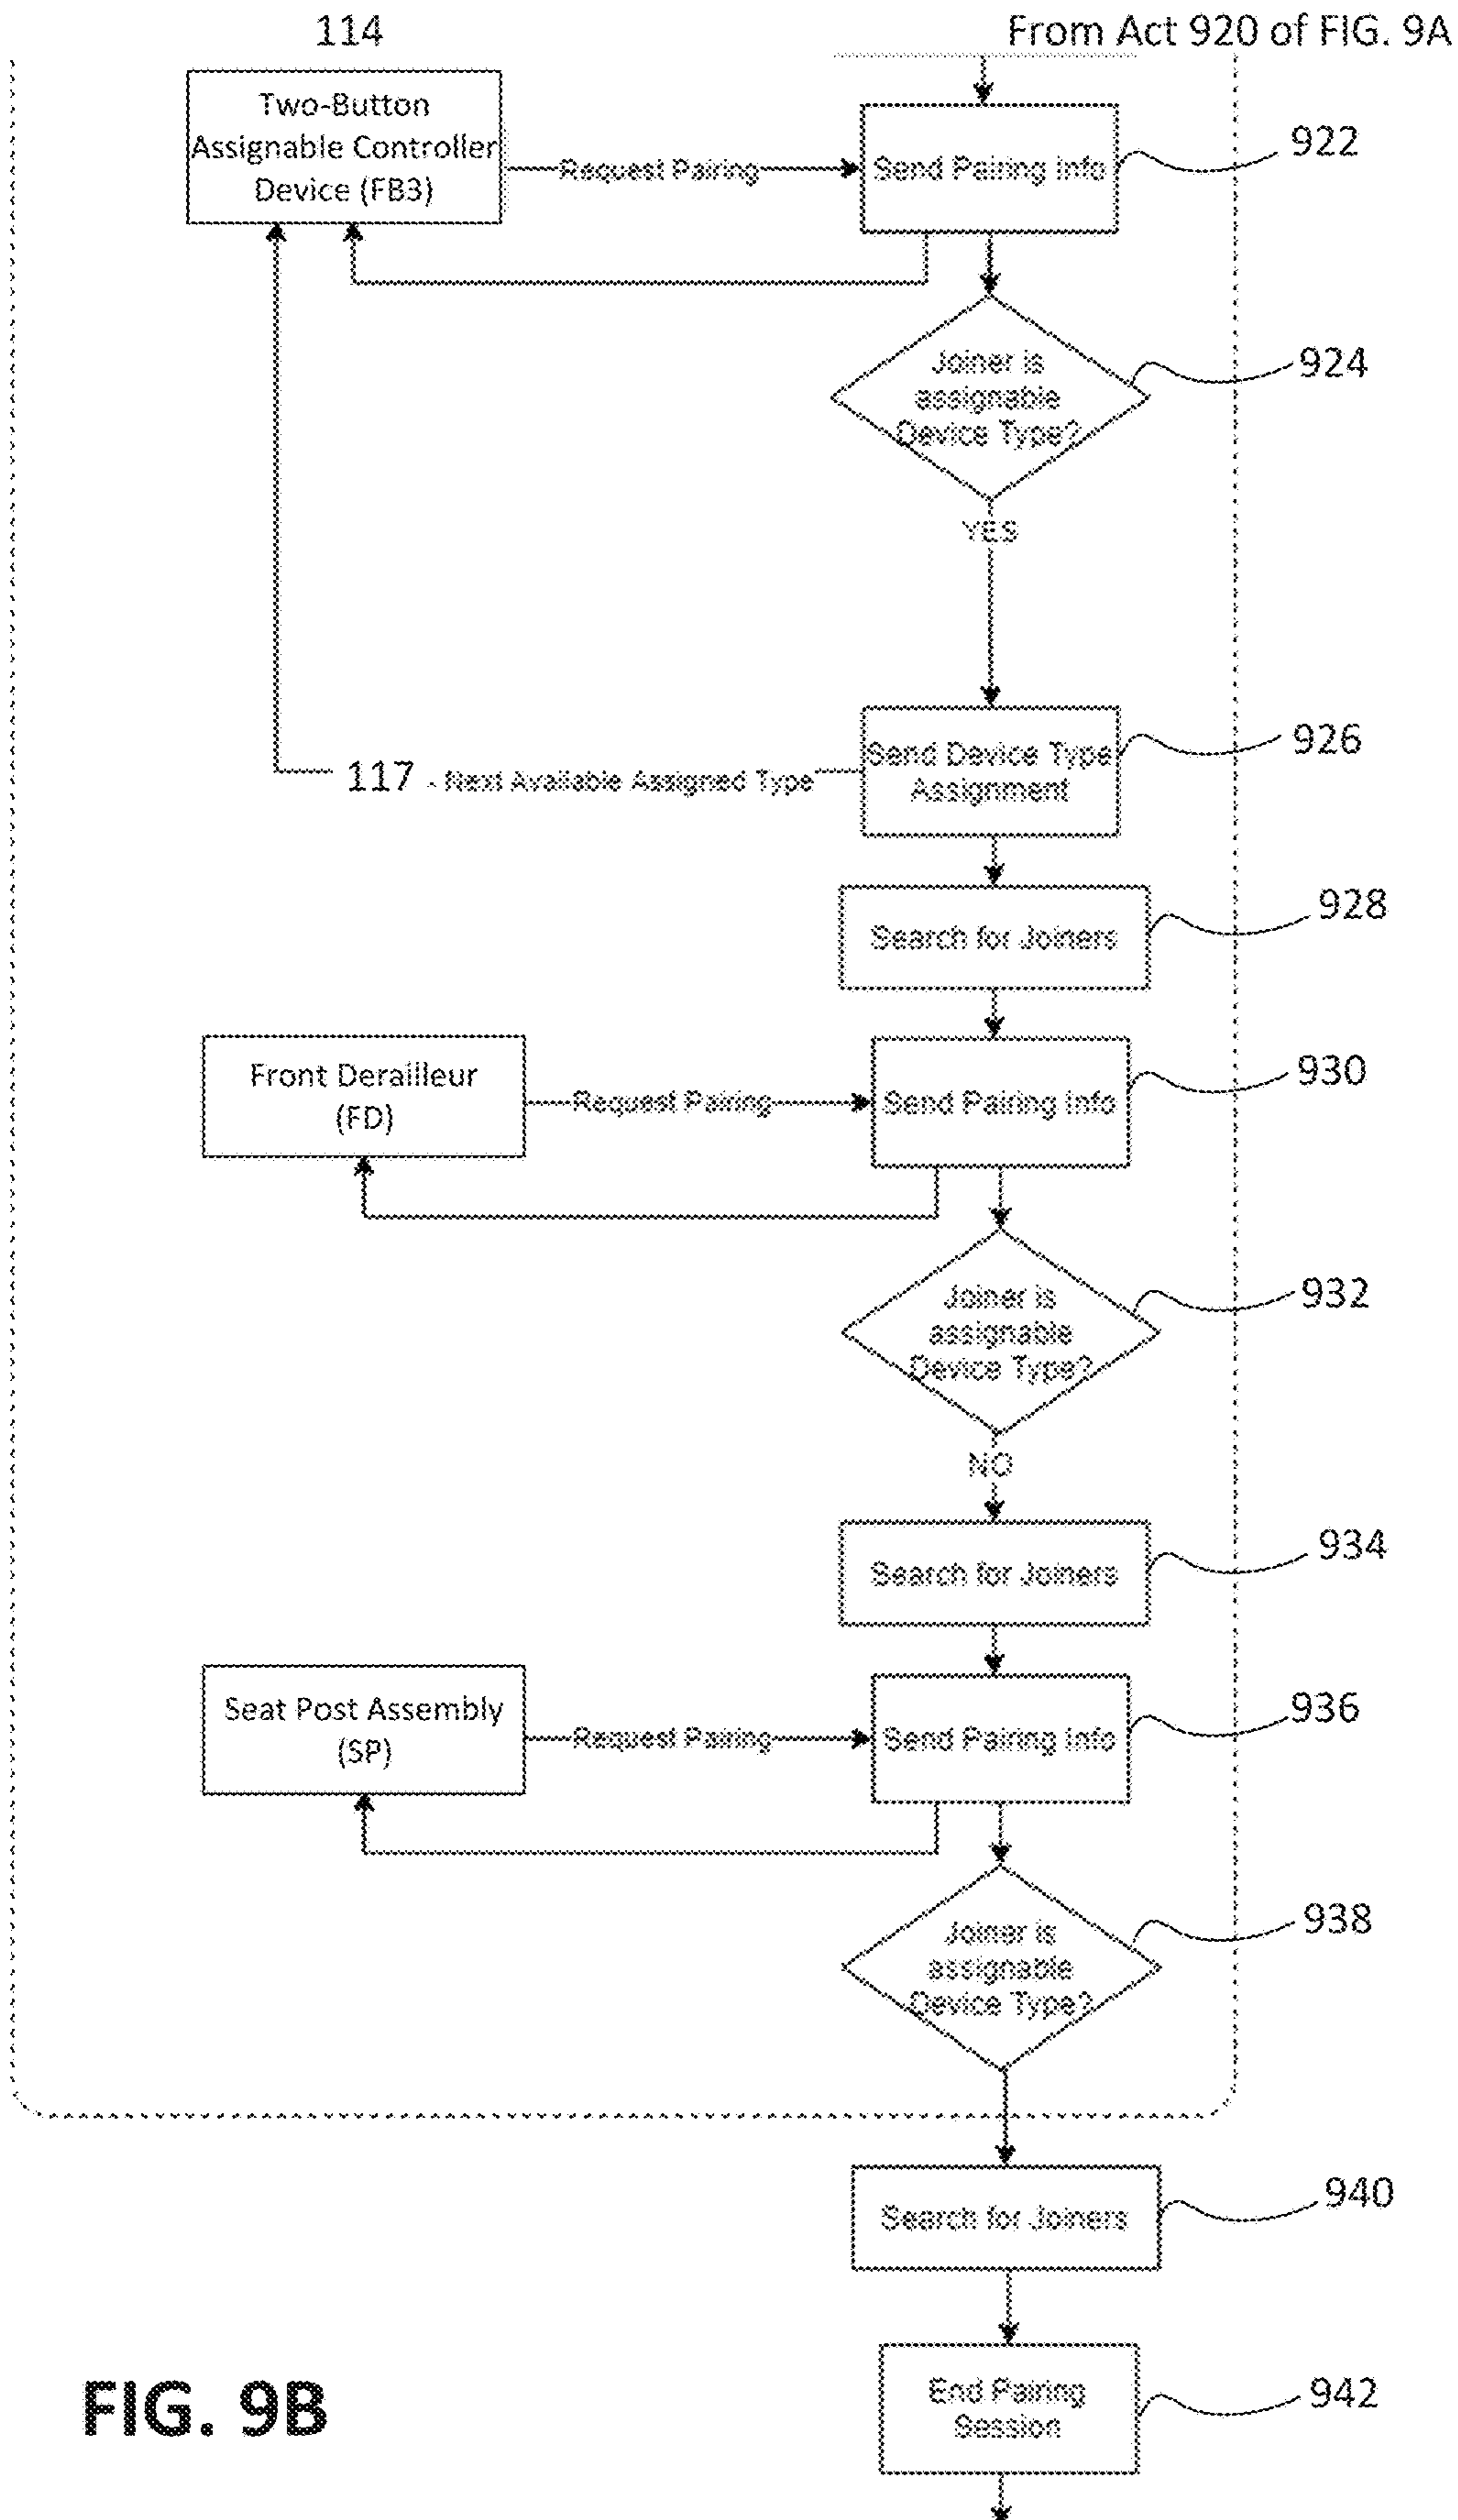 114
From Act 920 of FIG. 9A
Two-Button
Assignable Controller
Device (FB3)
Request Pairing
Send Pairing Info
922
Joiner is
assignable
Device Type?
924
YES
117 - Next Available Assigned Type
Send Device Type
Assignment
926
Search for Joiners
928
Front Derailleur
(FD)
Request Pairing
Send Pairing Info
930
Joiner is
assignable
Device Type?
932
NO
Search for Joiners
934
Seat Post Assembly
(SP)
Request Pairing
Send Pairing Info
936
Joiner is
assignable
Device Type?
938
Search for Joiners
940
End Pairing
Session
942
FIG. 9B